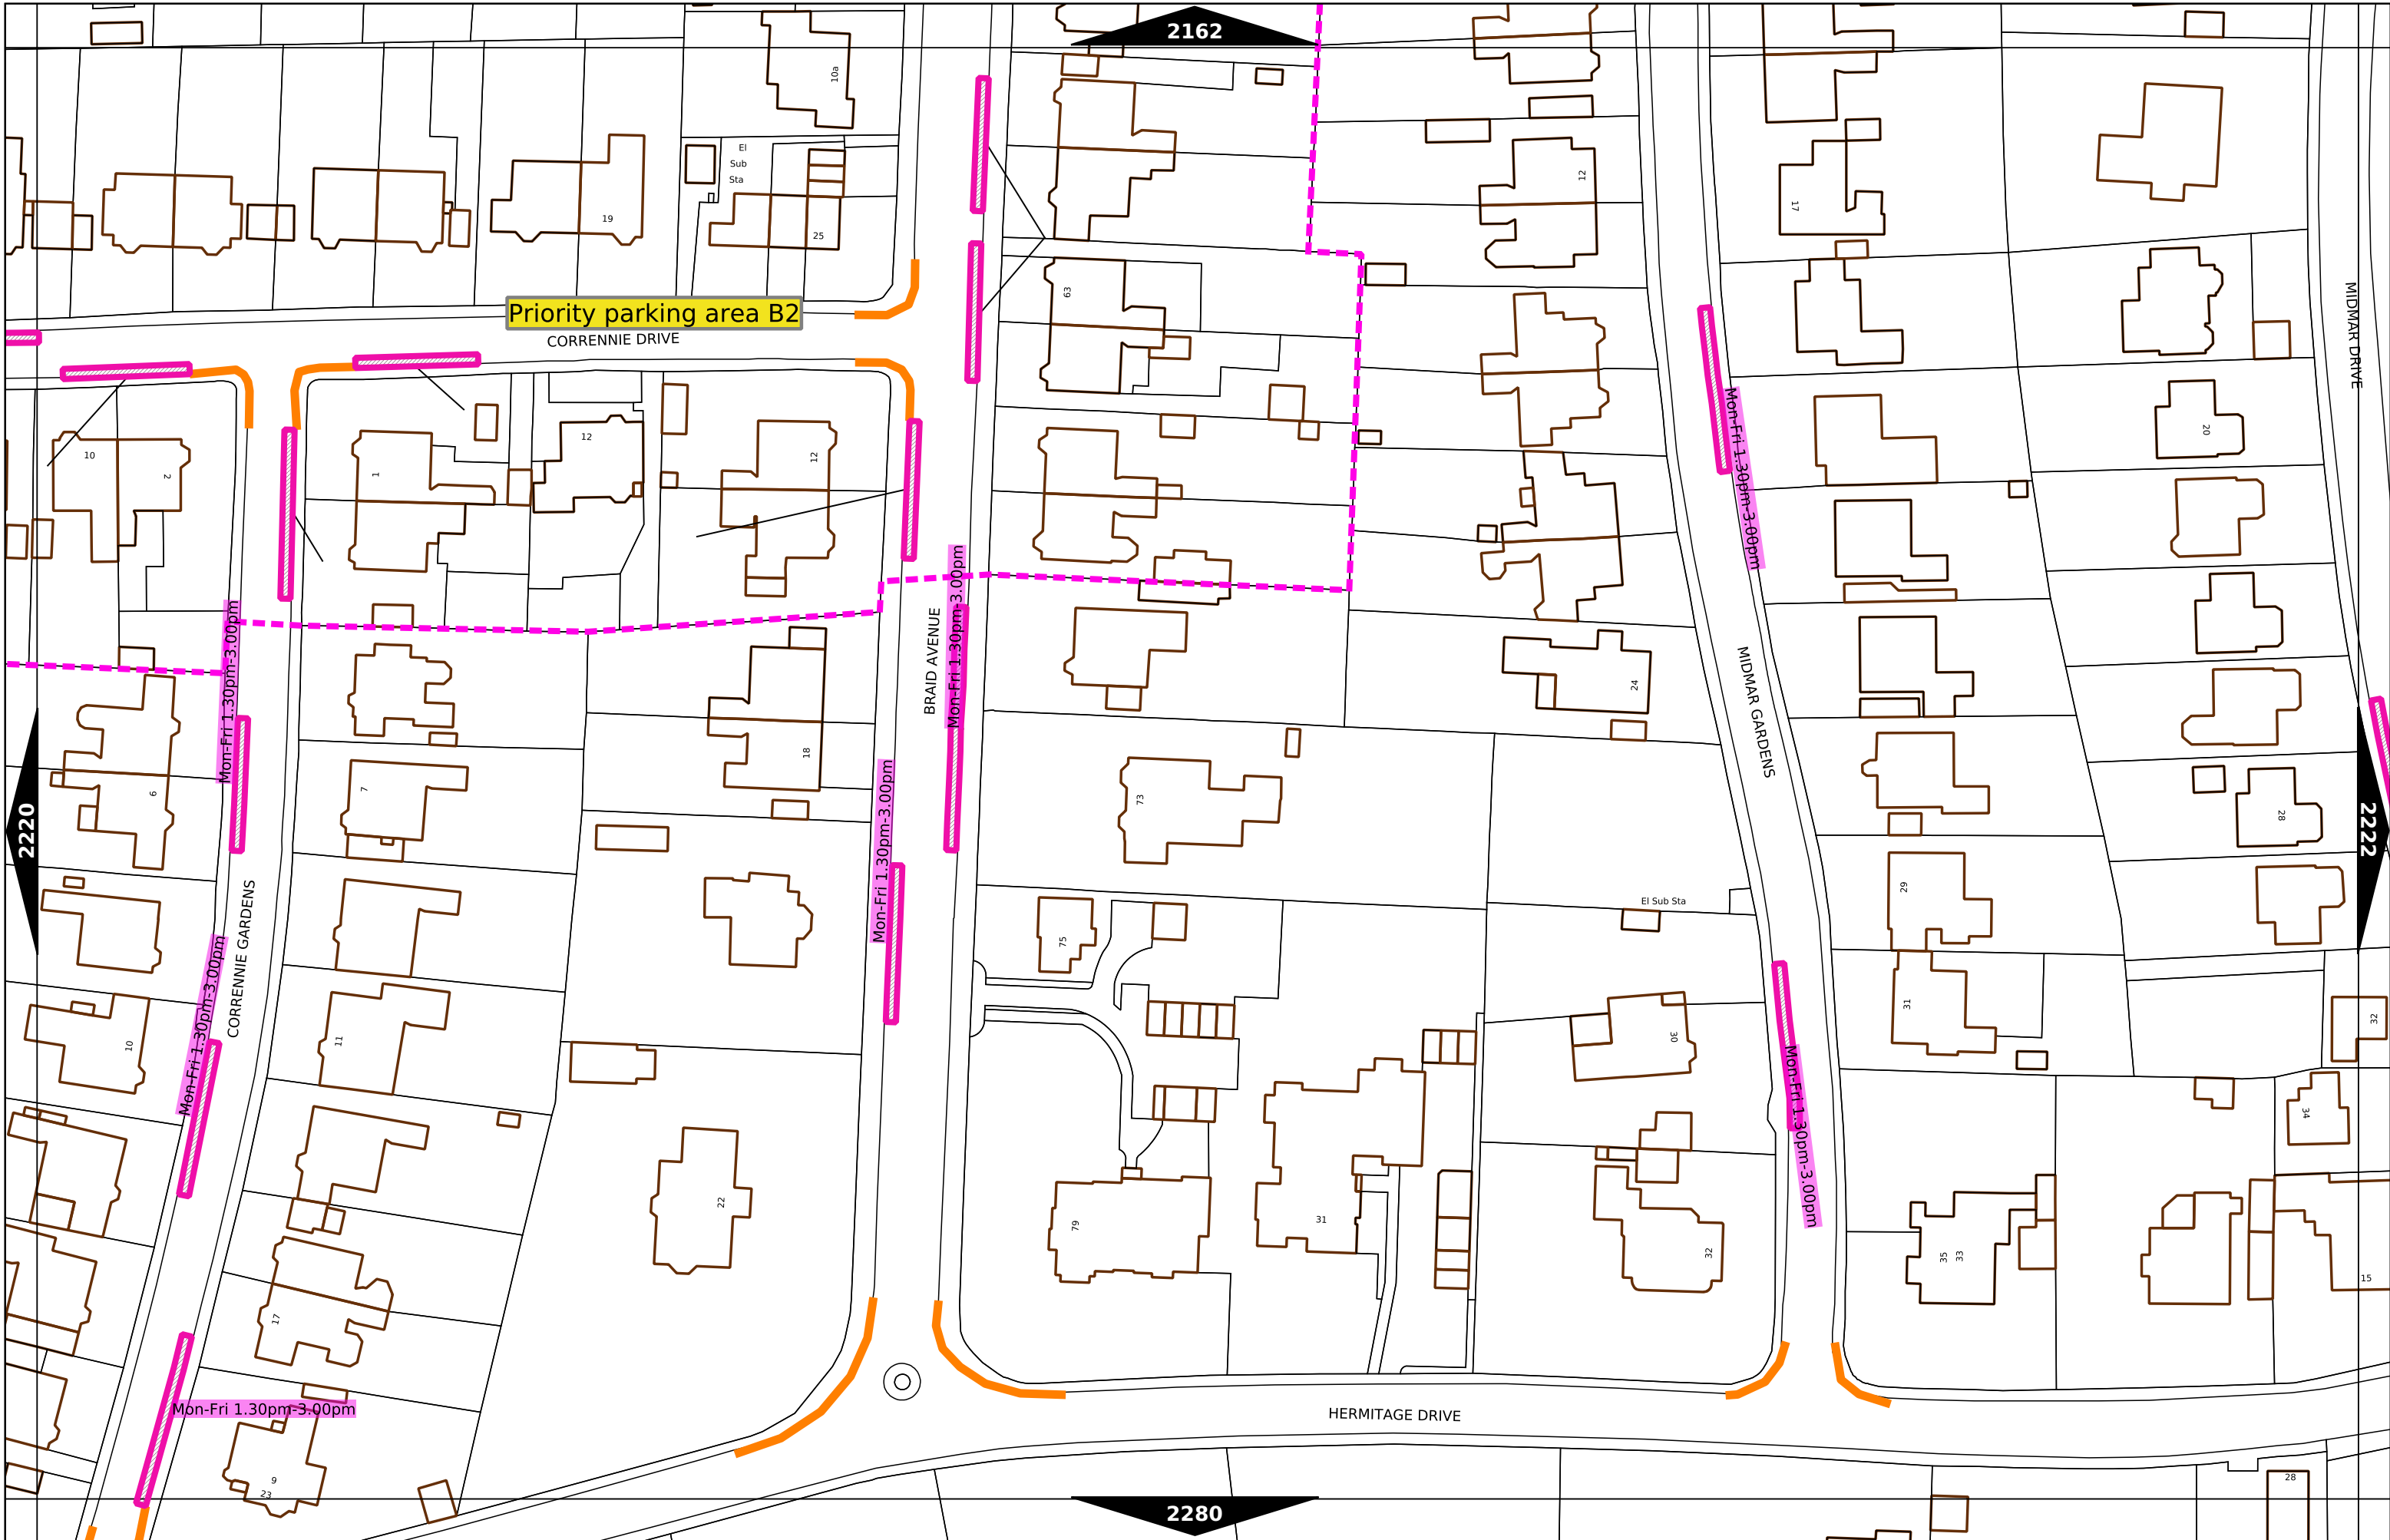 2162
10a
El
Sub
Sta
19
25
12
17
63
Priority parking area B2
CORRENNIE DRIVE
MIDMAR DRIVE
10
2
1
12
12
20
Mon-Fri 1.30pm-3.00pm
Mon-Fri 1.30pm-3.00pm
Mon-Fri 1.30pm-3.00pm
BRAID AVENUE
24
MIDMAR GARDENS
18
7
6
73
2220
28
2222
Mon-Fri 1.30pm-3.00pm
29
El Sub Sta
75
CORRENNIE GARDENS
Mon-Fri 1.30pm-3.00pm
31
32
30
11
10
34
Mon-Fri 1.30pm-3.00pm
22
79
31
32
35
33
15
17
Mon-Fri 1.30pm-3.00pm
HERMITAGE DRIVE
9
23
28
2280